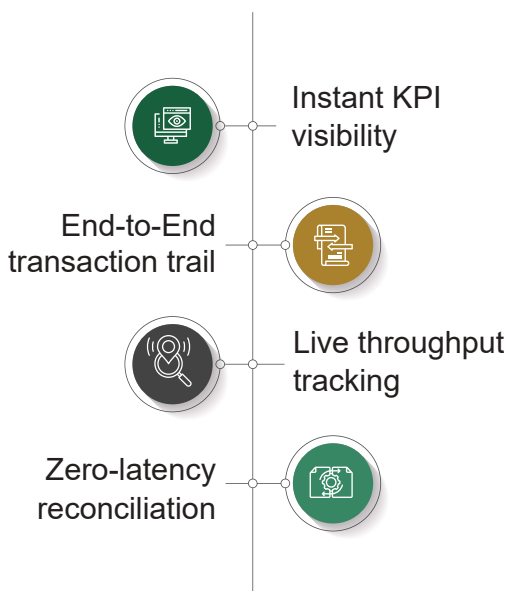 Instant KPI
visibility
End-to-End
transaction trail
Live throughput
tracking
Zero-latency
reconciliation